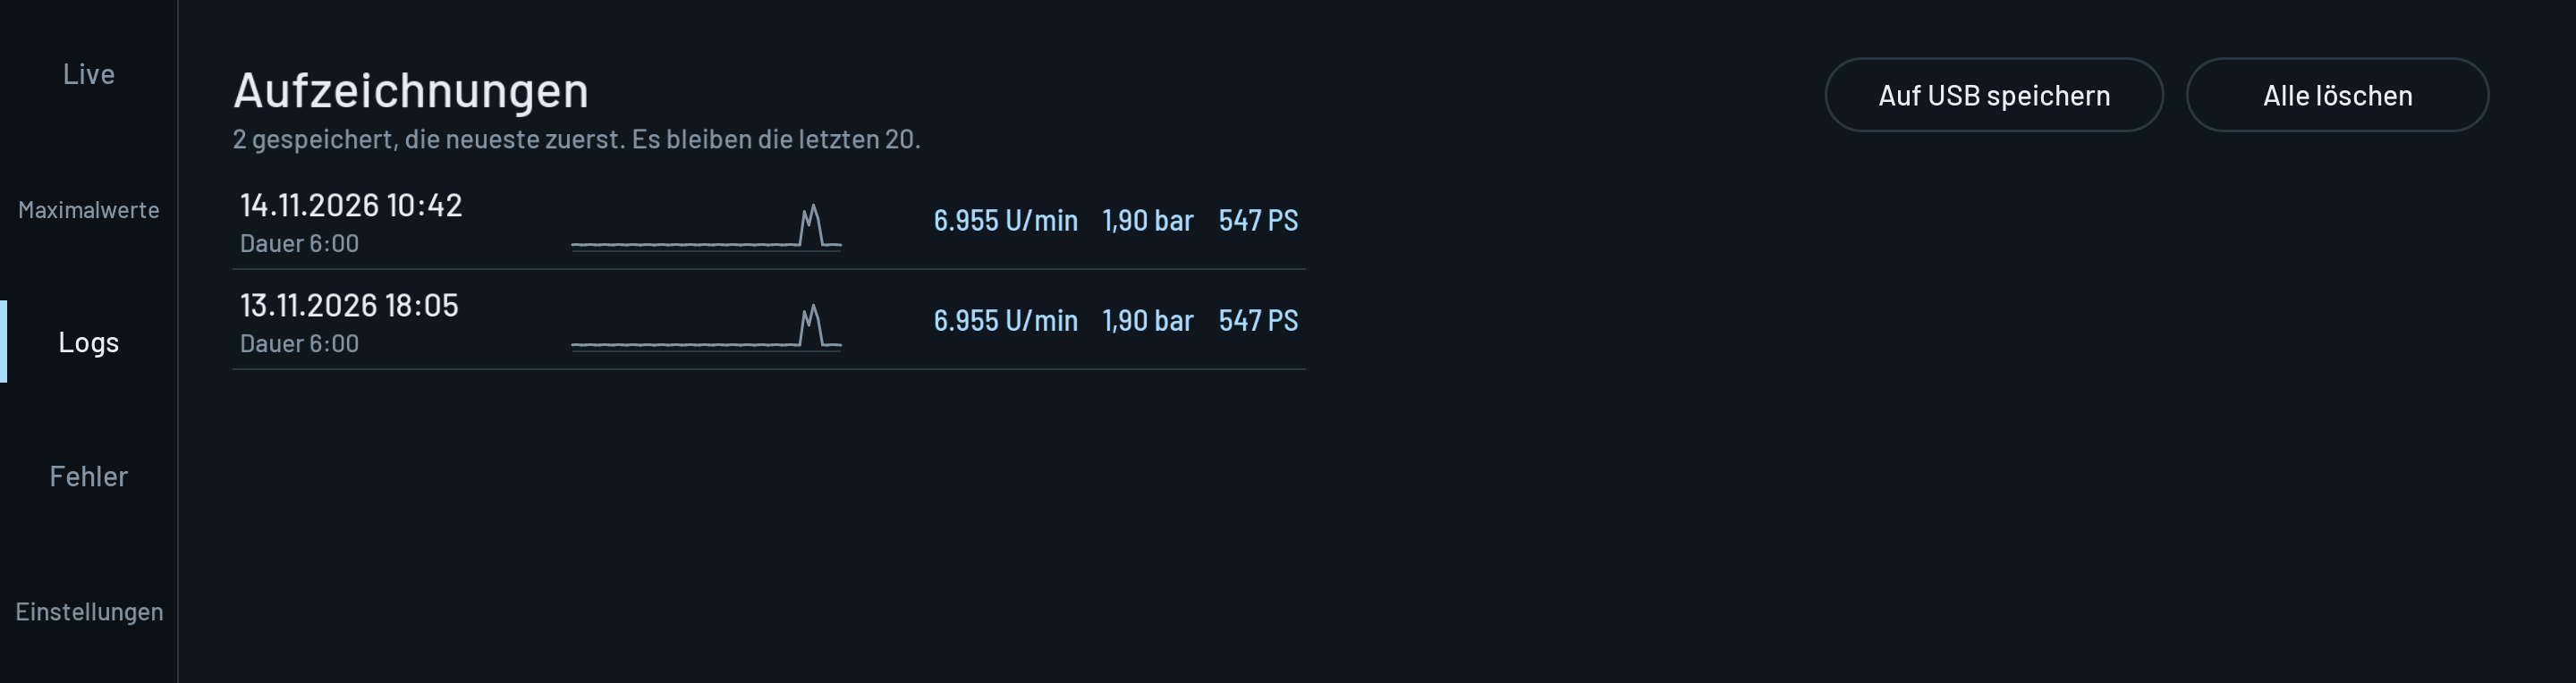 Live
Maximalwerte
Logs
Fehler
Einstellungen
Aufzeichnungen
2 gespeichert, die neueste zuerst. Es bleiben die letzten 20.
Auf USB speichern
Alle löschen
14.11.2026 10:42
Dauer 6:00
6.955 U/min 1,90 bar 547 PS
13.11.2026 18:05
Dauer 6:00
6.955 U/min 1,90 bar 547 PS